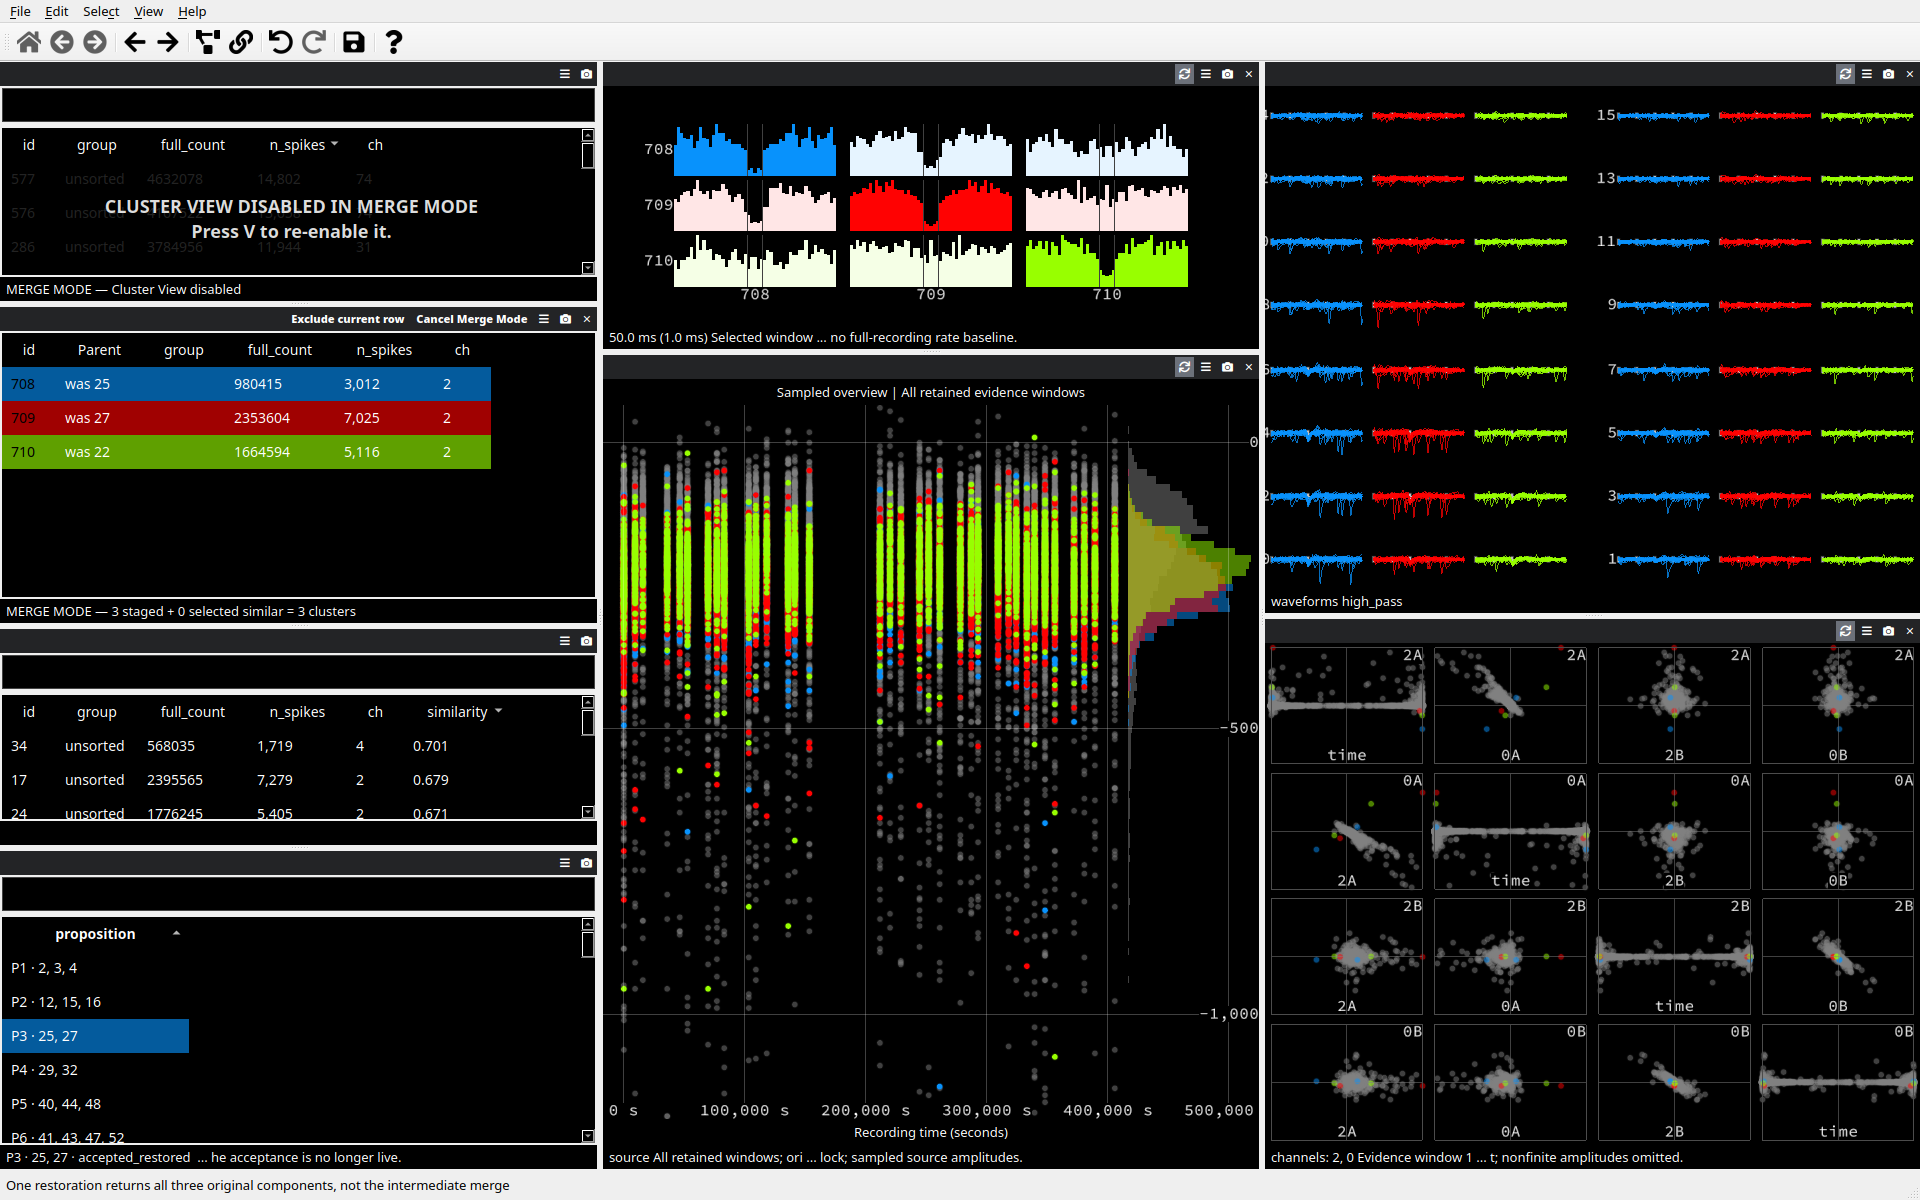 File Edit Select View Help
id group full_count n_spikes ch
577 unsorted 4632078 14,802 74
CLUSTER VIEW DISABLED IN MERGE MODE
Press V to re-enable it.
286 unsorted 3784956 11,944 31
MERGE MODE — Cluster View disabled
Exclude current row Cancel Merge Mode
id Parent group full_count n_spikes ch
708 was 25 980415 3,012 2
709 was 27 2353604 7,025 2
710 was 22 1664594 5,116 2
MERGE MODE — 3 staged + 0 selected similar = 3 clusters
id group full_count n_spikes ch similarity
34 unsorted 568035 1,719 4 0.701
17 unsorted 2395565 7,279 2 0.679
24 unsorted 1776245 5,405 2 0.671
proposition
P1 · 2, 3, 4
P2 · 12, 15, 16
P3 · 25, 27
P4 · 29, 32
P5 · 40, 44, 48
P6 · 41, 43, 47, 52
P3 · 25, 27 · accepted_restored ... he acceptance is no longer live.
708
709
710
708 709 710
50.0 ms (1.0 ms) Selected window ... no full-recording rate baseline.
Sampled overview | All retained evidence windows
0
−500
−1,000
0 s 100,000 s 200,000 s 300,000 s 400,000 s 500,000
Recording time (seconds)
source All retained windows; ori ... lock; sampled source amplitudes.
15
13
11
9
7
5
3
1
waveforms high_pass
2A 2A 2A 2A
time 0A 2B 0B
0A 0A 0A 0A
2A time 2B 0B
2B 2B 2B 2B
2A 0A time 0B
0B 0B 0B 0B
2A 0A 2B time
channels: 2, 0 Evidence window 1 ... t; nonfinite amplitudes omitted.
One restoration returns all three original components, not the intermediate merge